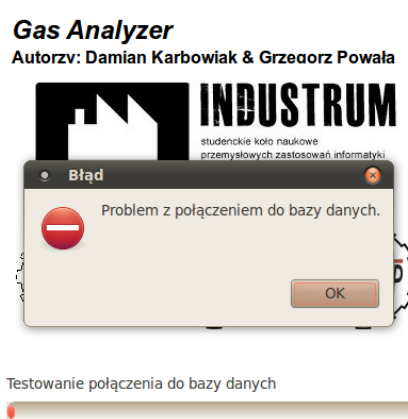 Gas Analyzer
Autorzy: Damian Karbowiak & Grzegorz Powała
INDUSTRUM
studenckie koło naukowe
przemysłowych zastosowań informatyki
Błąd
Problem z połączeniem do bazy danych.
OK
Testowanie połączenia do bazy danych